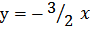 y = − 3/2 x